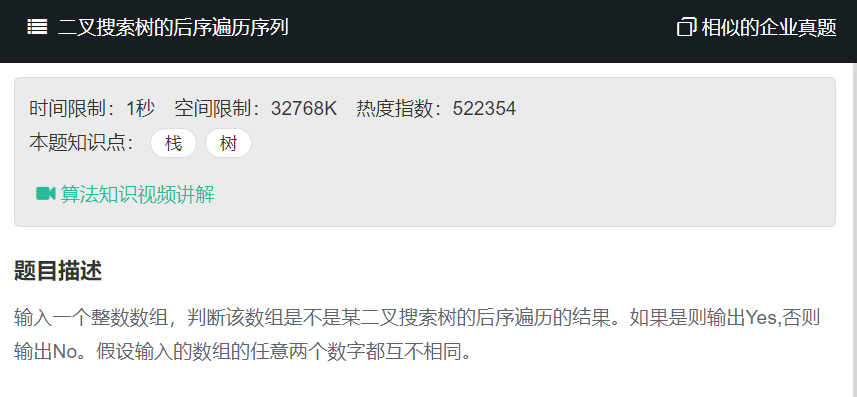 二叉搜索树的后序遍历序列 相似的企业真题
时间限制：1秒 空间限制：32768K 热度指数：522354
本题知识点： 栈 树
算法知识视频讲解
题目描述
输入一个整数数组，判断该数组是不是某二叉搜索树的后序遍历的结果。如果是则输出Yes,否则
输出No。假设输入的数组的任意两个数字都互不相同。